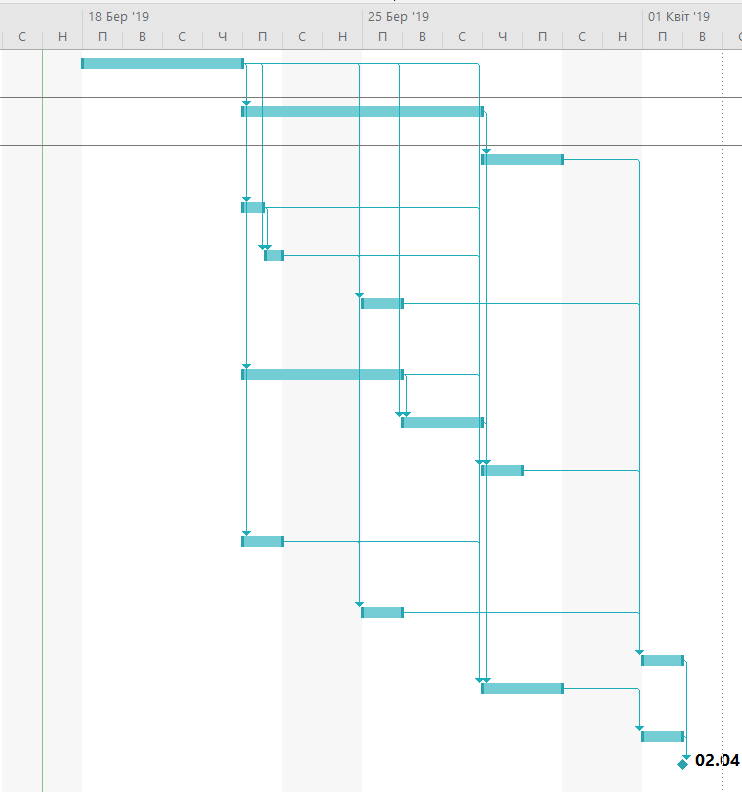 18 Бер '19 25 Бер '19 01 Квіт '19
С Н П В С Ч П С Н П В С Ч П С Н П В С
02.04